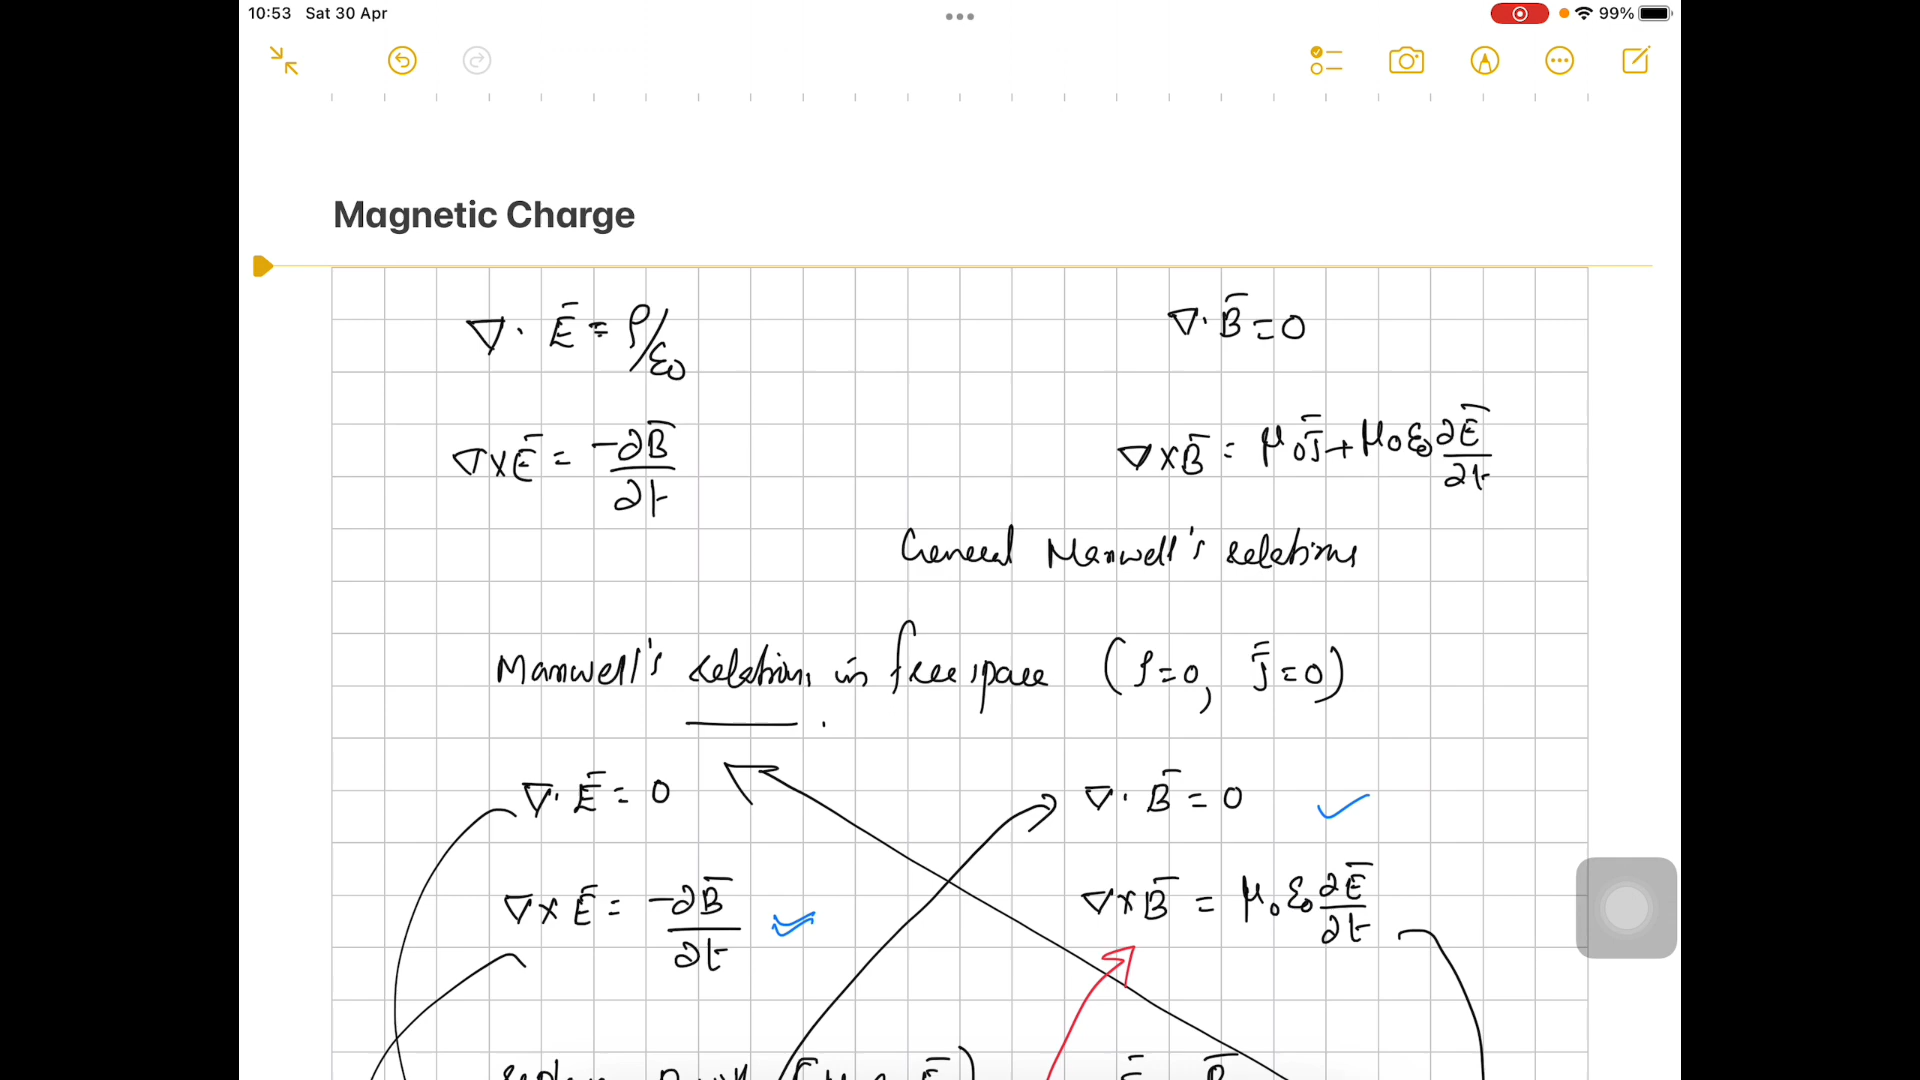 10:53 Sat 30 Apr 99%
Magnetic Charge
∇· Ē = ρ/ε0
∇· B̄ = 0
∇×Ē = -∂B̄/∂t
∇×B̄ = μ0J̄ + μ0ε0 ∂Ē/∂t
General Maxwell's relations
Maxwell's relations in free space (ρ=0, J̄=0)
∇· Ē = 0
∇· B̄ = 0
∇× Ē = -∂B̄/∂t
∇×B̄ = μ0ε0 ∂Ē/∂t